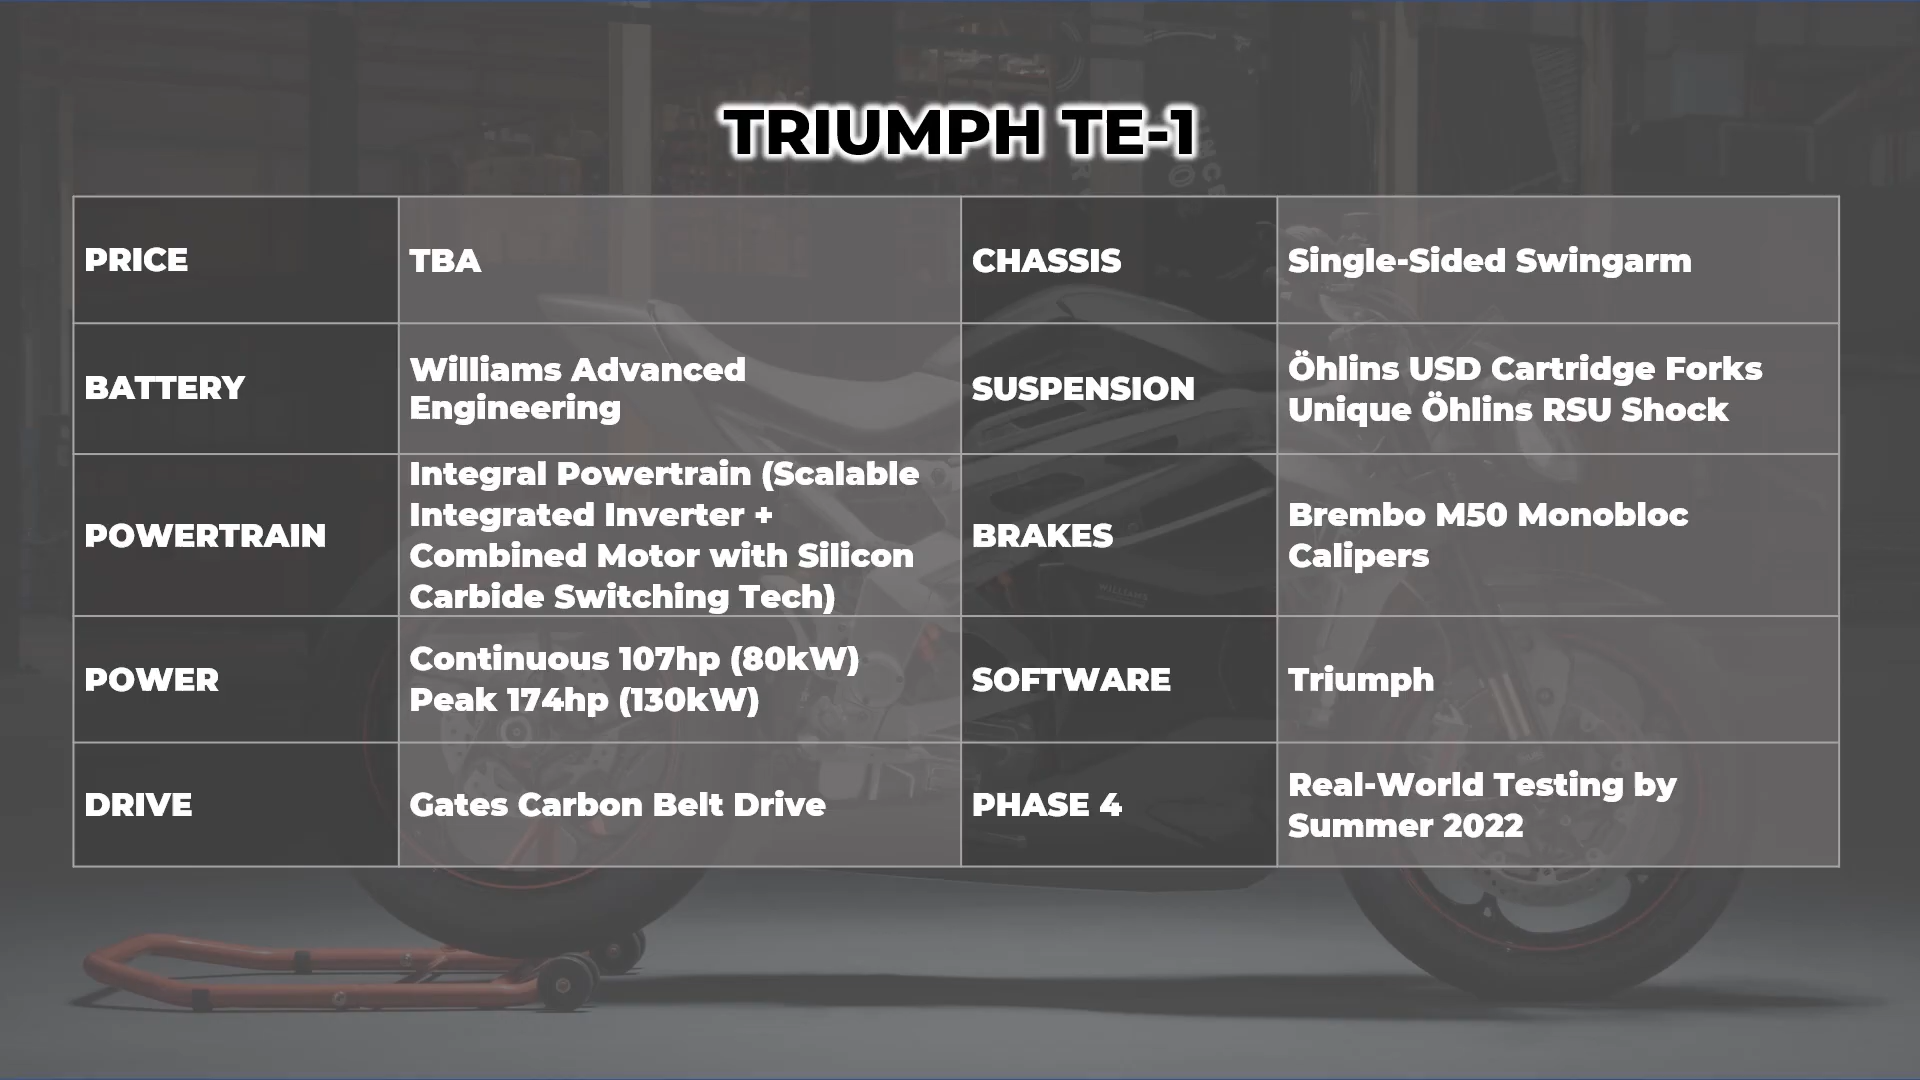 TRIUMPH TE-1
PRICE
TBA
CHASSIS
Single-Sided Swingarm
BATTERY
Williams Advanced
Engineering
SUSPENSION
Öhlins USD Cartridge Forks
Unique Öhlins RSU Shock
POWERTRAIN
Integral Powertrain (Scalable
Integrated Inverter +
Combined Motor with Silicon
Carbide Switching Tech)
BRAKES
Brembo M50 Monobloc
Calipers
WILLIAMS
POWER
Continuous 107hp (80kW)
Peak 174hp (130kW)
SOFTWARE
Triumph
DRIVE
Gates Carbon Belt Drive
PHASE 4
Real-World Testing by
Summer 2022